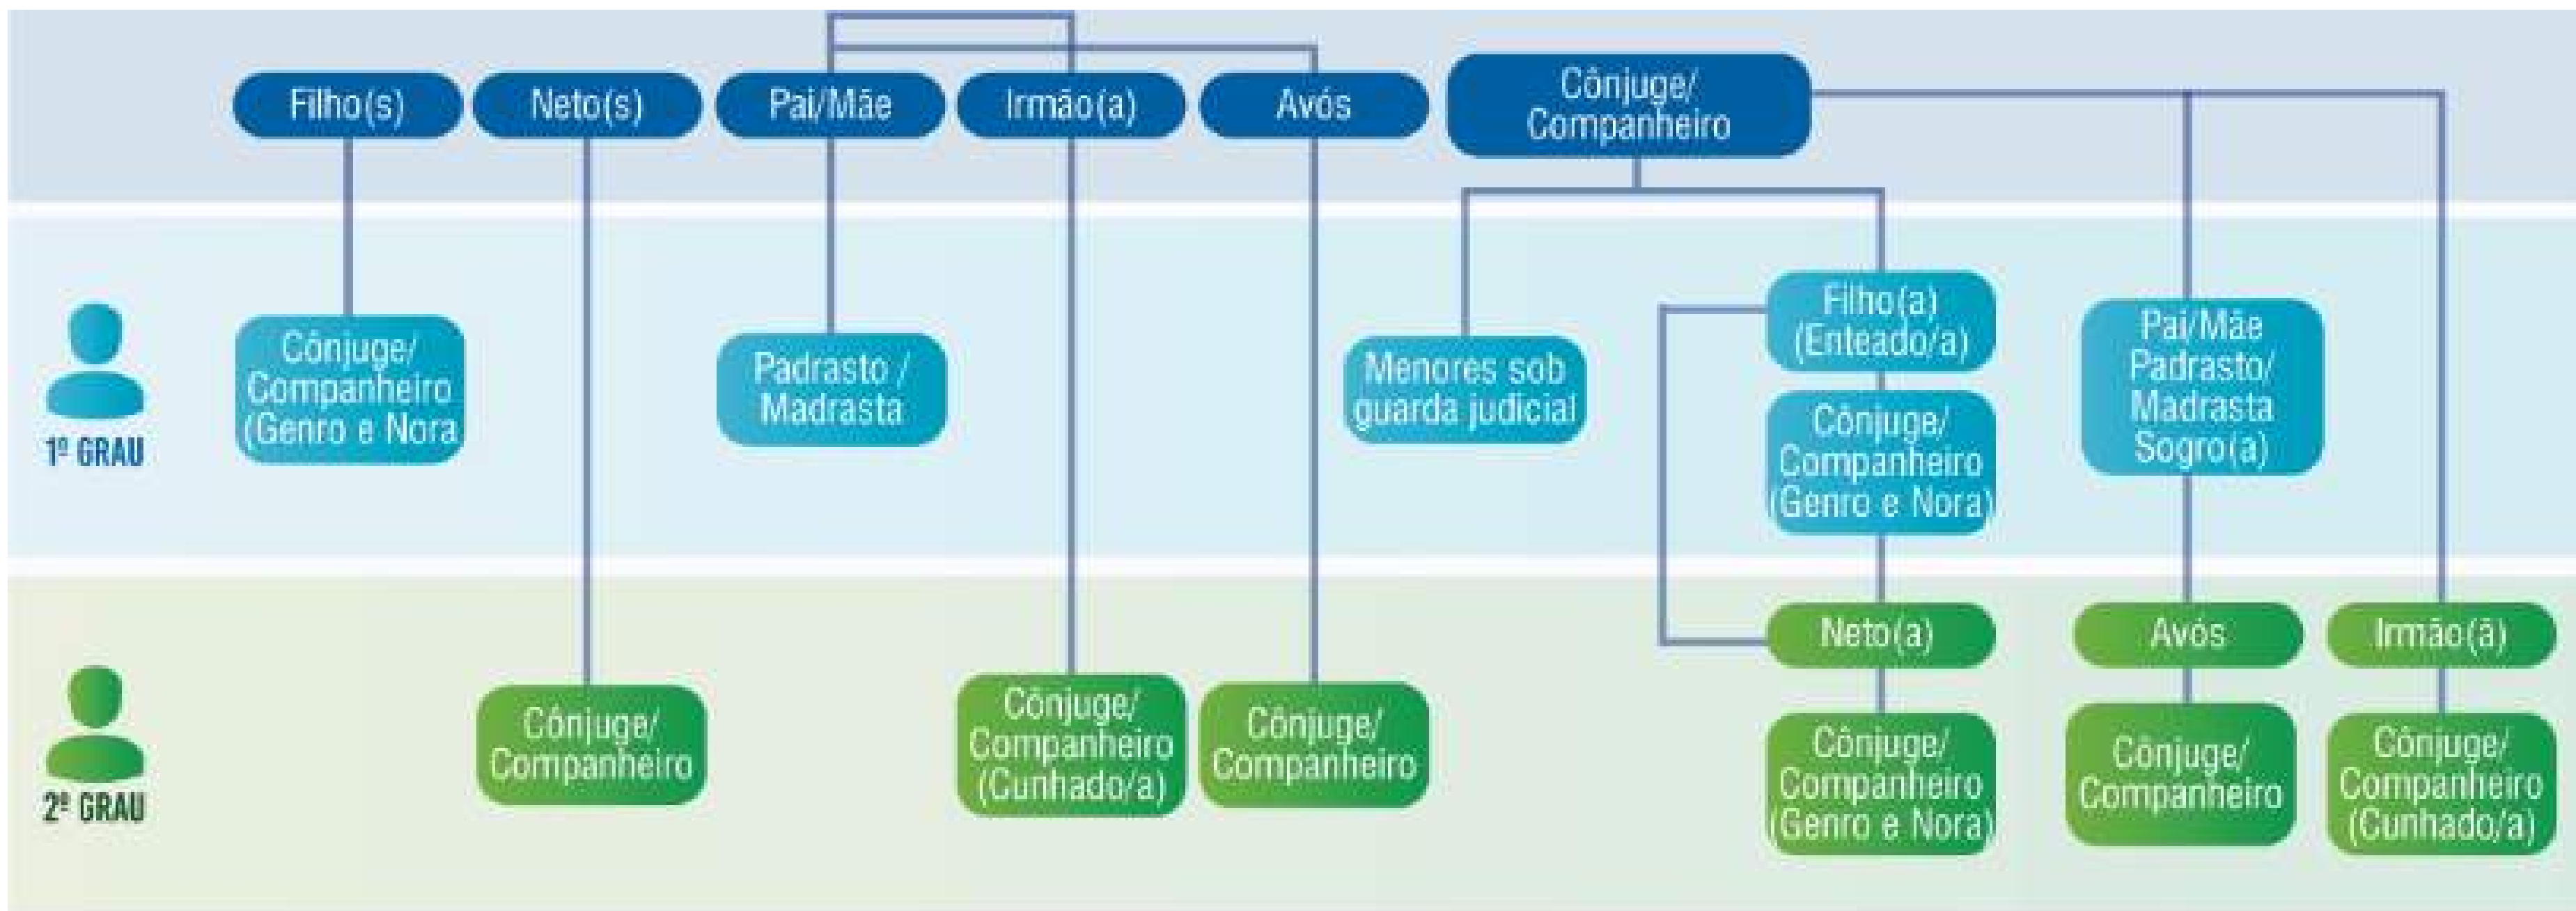 Filho(s)
Neto(s)
Pai/Mãe
Irmão(a)
Avós
Cônjuge/
Companheiro
1º GRAU
Cônjuge/
Companheiro
(Genro e Nora
Padrasto /
Madrasta
Menores sob
guarda judicial
Filho(a)
(Enteado/a)
Cônjuge/
Companheiro
(Genro e Nora)
Pai/Mãe
Padrasto/
Madrasta
Sogro(a)
2º GRAU
Cônjuge/
Companheiro
Cônjuge/
Companheiro
(Cunhado/a)
Cônjuge/
Companheiro
Neto(a)
Cônjuge/
Companheiro
(Genro e Nora)
Avós
Cônjuge/
Companheiro
Irmão(ã)
Cônjuge/
Companheiro
(Cunhado/a)